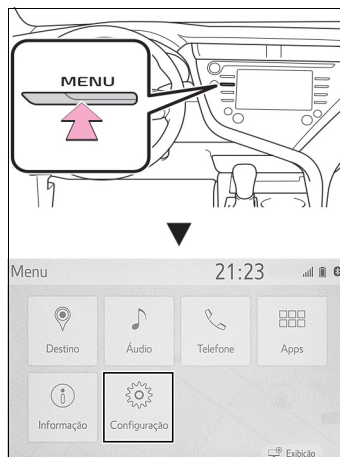 MENU
Menu 21:23
Destino Áudio Telefone Apps
Informação Configuração
Exibição